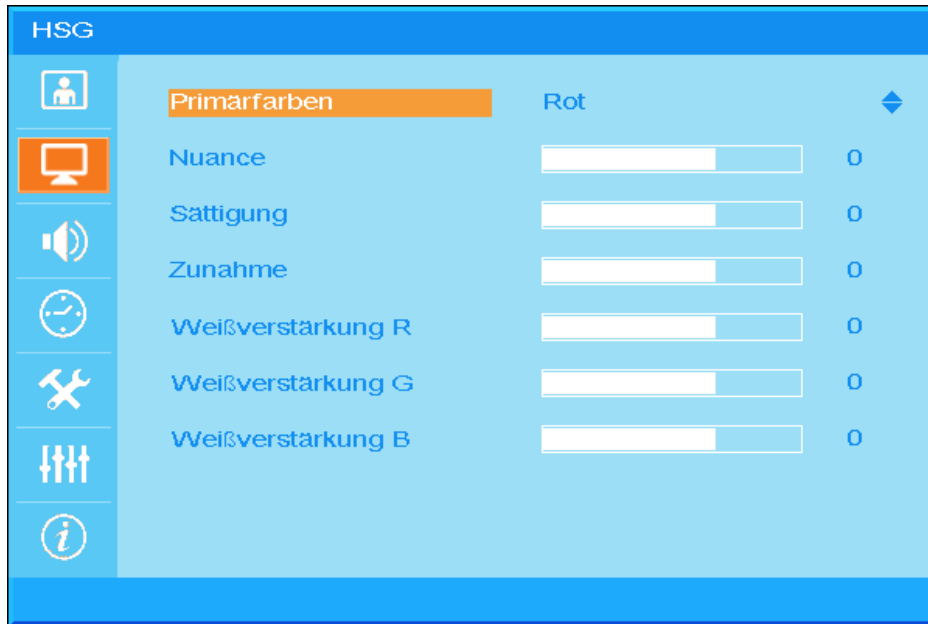 HSG
Primärfarben Rot
Nuance 0
Sättigung 0
Zunahme 0
Weißverstärkung R 0
Weißverstärkung G 0
Weißverstärkung B 0